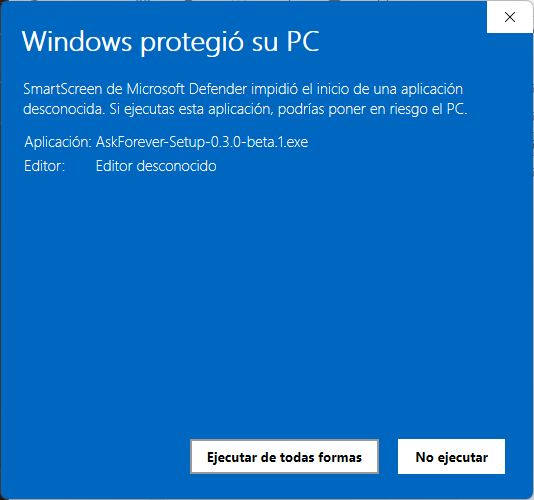 Windows protegió su PC
SmartScreen de Microsoft Defender impidió el inicio de una aplicación
desconocida. Si ejecutas esta aplicación, podrías poner en riesgo el PC.
Aplicación: AskForever-Setup-0.3.0-beta.1.exe
Editor: Editor desconocido
Ejecutar de todas formas
No ejecutar